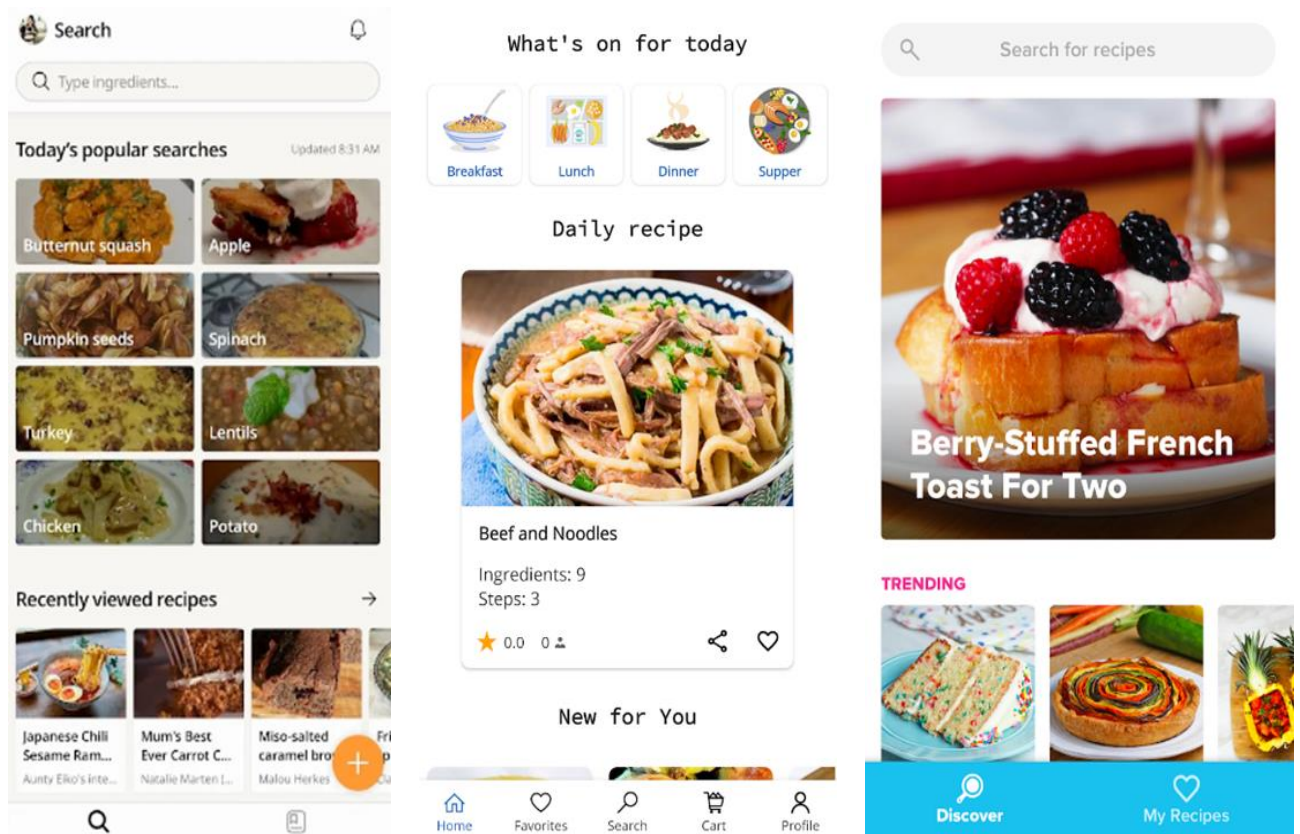 Search
Type ingredients...
Today's popular searches
Updated 8:31 AM
Butternut squash
Apple
Pumpkin seeds
Spinach
Turkey
Lentils
Chicken
Potato
Recently viewed recipes
Japanese Chili
Sesame Ram...
Aunty Eiko's inte...
Mum's Best
Ever Carrot C...
Natalie Marten (...
Miso-salted
caramel bro
Malou Herkes
What's on for today
Breakfast
Lunch
Dinner
Supper
Daily recipe
Beef and Noodles
Ingredients: 9
Steps: 3
0.0 0
New for You
Home
Favorites
Search
Cart
Profile
Search for recipes
Berry-Stuffed French
Toast For Two
TRENDING
Discover
My Recipes